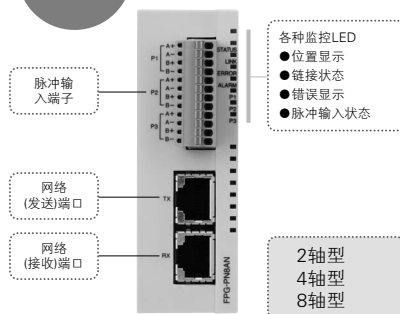 各种监控LED
●位置显示
●链接状态
●错误显示
●脉冲输入状态
STATUS
LINK
ERROR
ALARM
P1
P2
P3
P1
A+
A−
B+
B−
P2
A+
A−
B+
B−
P3
A+
A−
B+
B−
脉冲输
入端子
网络
(发送)端口
TX
网络
(接收)端口
RX
FPG-PN8AN
2轴型
4轴型
8轴型